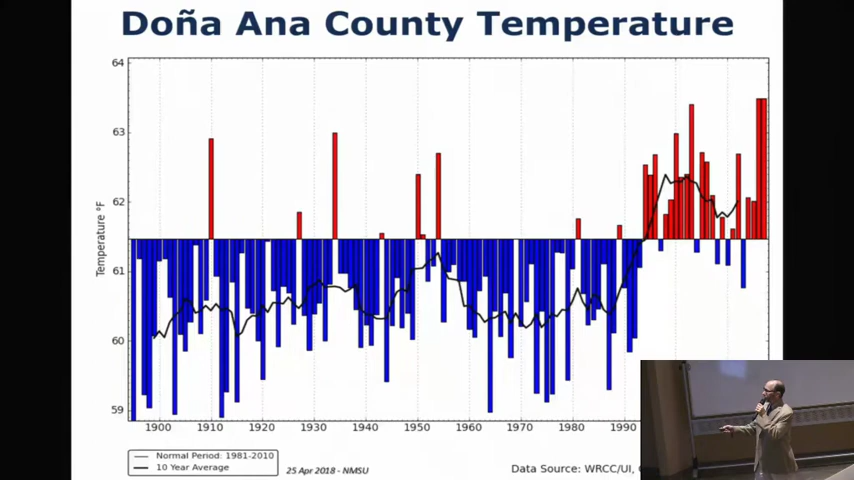 Doña Ana County Temperature
64
63
62
61
60
59
Temperature °F
1900 1910 1920 1930 1940 1950 1960 1970 1980 1990
Normal Period: 1981-2010
10 Year Average
25 Apr 2018 - NMSU
Data Source: WRCC/UI,